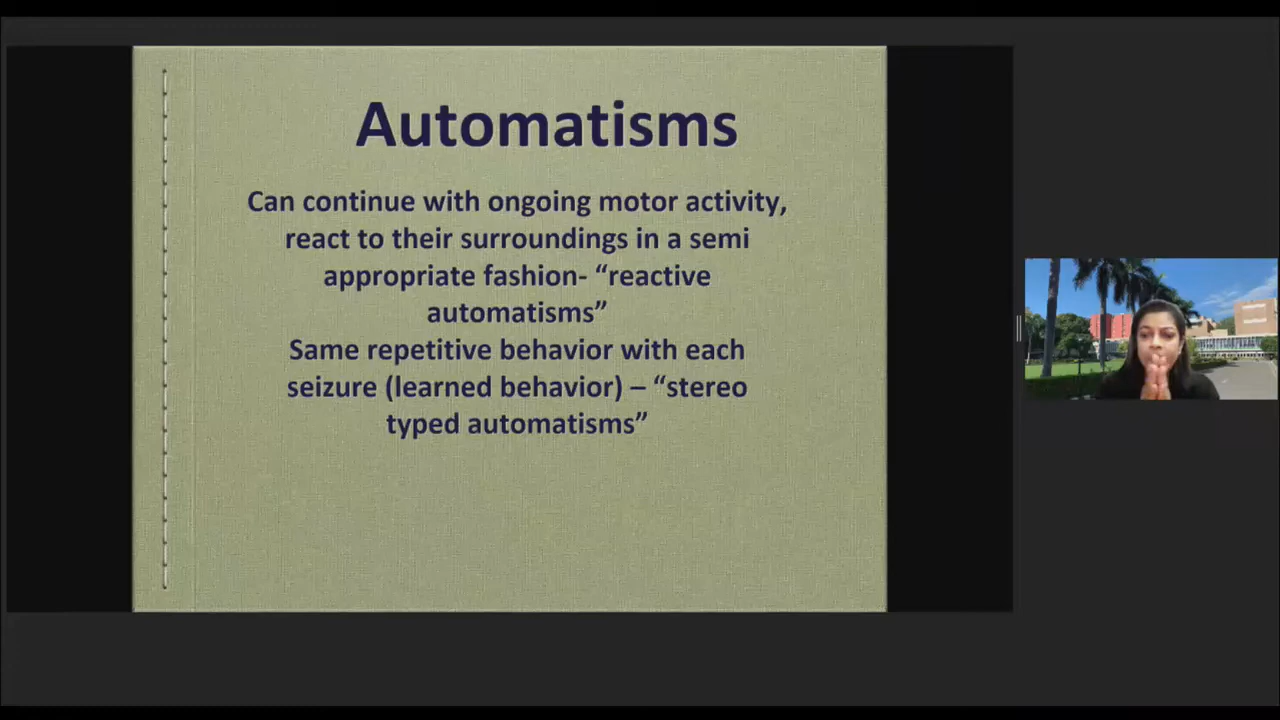 Automatisms
Can continue with ongoing motor activity,
react to their surroundings in a semi
appropriate fashion- “reactive
automatisms”
Same repetitive behavior with each
seizure (learned behavior) – “stereo
typed automatisms”